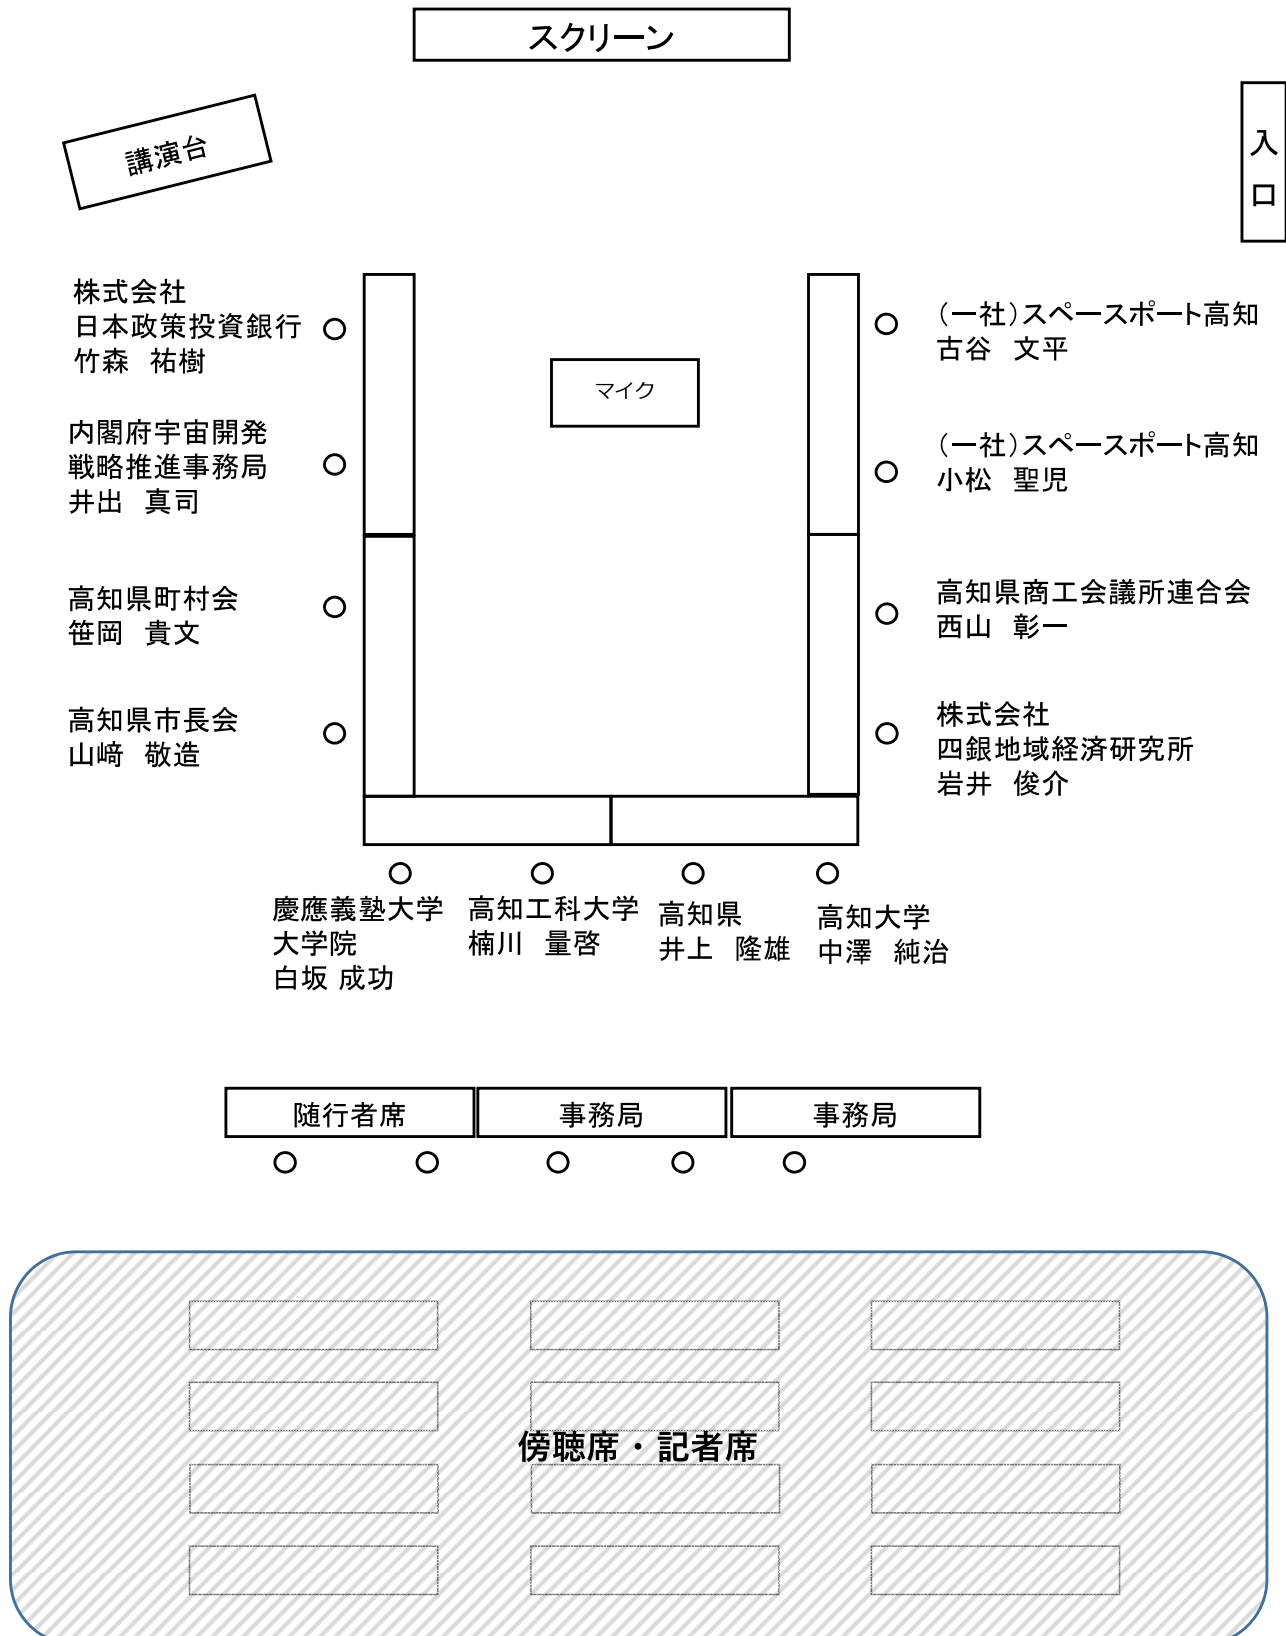 スクリーン
講演台
入
口
株式会社
日本政策投資銀行
竹森　祐樹
(一社)スペースポート高知
古谷　文平
マイク
内閣府宇宙開発
戦略推進事務局
井出　真司
(一社)スペースポート高知
小松　聖児
高知県町村会
笹岡　貴文
高知県商工会議所連合会
西山　彰一
高知県市長会
山﨑　敬造
株式会社
四銀地域経済研究所
岩井　俊介
慶應義塾大学
大学院
白坂 成功
高知工科大学
楠川　量啓
高知県
井上　隆雄
高知大学
中澤　純治
随行者席
事務局
事務局
傍聴席・記者席